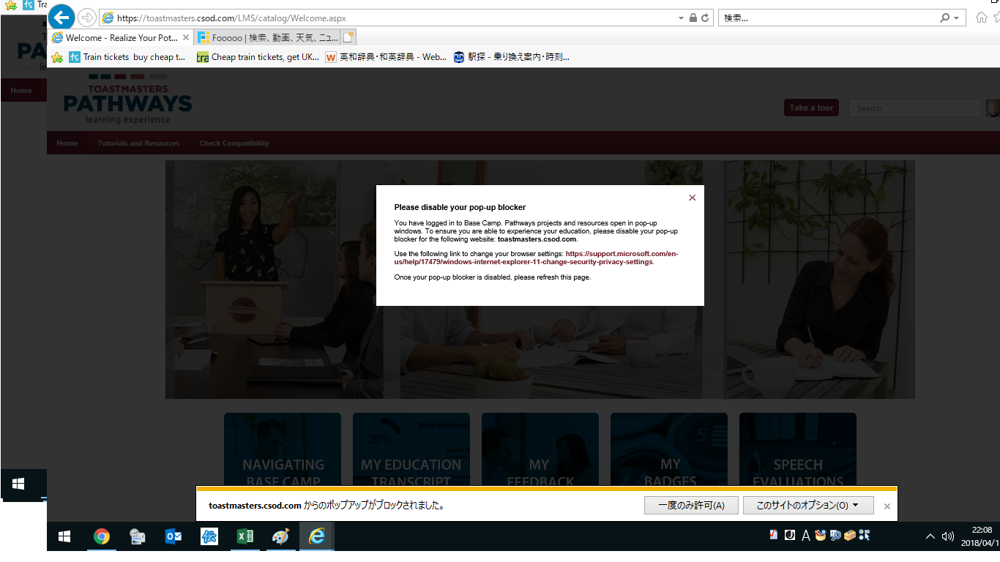 Tra
https://toastmasters.csod.com/LMS/catalog/Welcome.aspx
検索...
Welcome - Realize Your Pot...
Fooooo | 検索、動画、天気、ニュ...
Train tickets buy cheap t...
Cheap train tickets, get UK...
英和辞典・和英辞典 - Web...
駅探 - 乗り換え案内・時刻...
PA
Home
TOASTMASTERS
PATHWAYS
learning experience
Take a tour
Search
Home
Tutorials and Resources
Check Compatibility
Please disable your pop-up blocker
You have logged in to Base Camp. Pathways projects and resources open in pop-up
windows. To ensure you are able to experience your education, please disable your pop-up
blocker for the following website: toastmasters.csod.com.
Use the following link to change your browser settings: https://support.microsoft.com/en-
us/help/17479/windows-internet-explorer-11-change-security-privacy-settings.
Once your pop-up blocker is disabled, please refresh this page.
TOASTMASTERS
20%
Motivational
Level 3
5
NAVIGATING
BASE CAMP
MY EDUCATION
TRANSCRIPT
MY
FEEDBACK
MY
BADGES
SPEECH
EVALUATIONS
toastmasters.csod.com からのポップアップがブロックされました。
一度のみ許可(A)
このサイトのオプション(O)
伝
A
22:08
2018/04/1